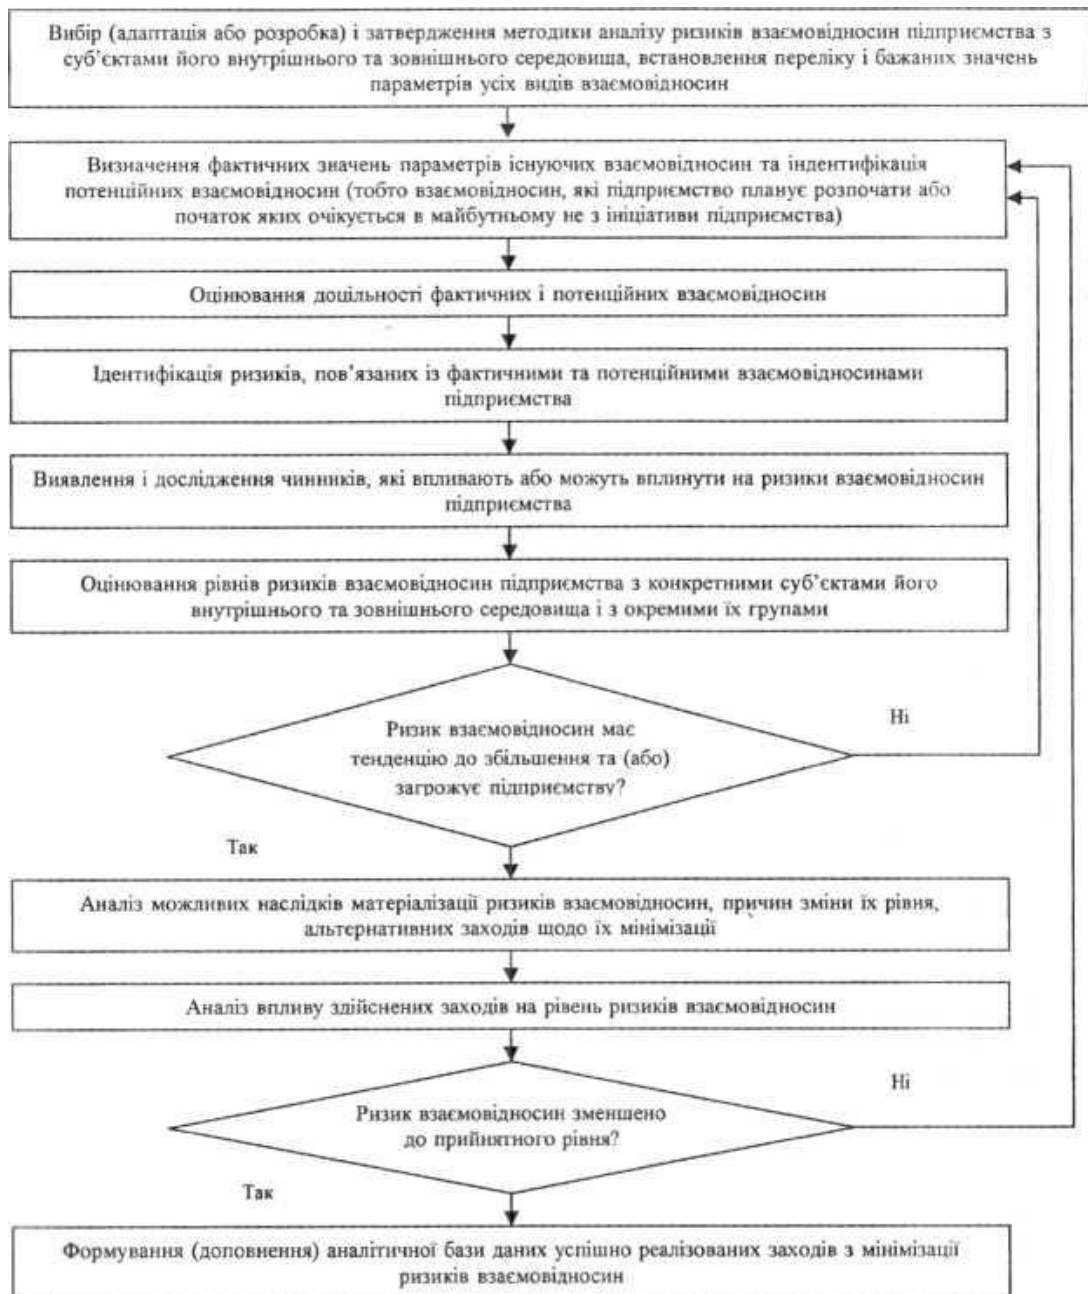 Вибір (адаптація або розробка) і затвердження методики аналізу ризиків взаємовідносин підприємства з
суб’єктами його внутрішнього та зовнішнього середовища, встановлення переліку і бажаних значень
параметрів усіх видів взаємовідносин
Визначення фактичних значень параметрів існуючих взаємовідносин та індентифікація
потенційних взаємовідносин (тобто взаємовідносин, які підприємство планує розпочати або
початок яких очікується в майбутньому не з ініціативи підприємства)
Оцінювання доцільності фактичних і потенційних взаємовідносин
Ідентифікація ризиків, пов’язаних із фактичними та потенційними взаємовідносинами
підприємства
Виявлення і дослідження чинників, які впливають або можуть вплинути на ризики взаємовідносин
підприємства
Оцінювання рівнів ризиків взаємовідносин підприємства з конкретними суб’єктами його
внутрішнього та зовнішнього середовища і з окремими їх групами
Ні
Ризик взаємовідносин має
тенденцію до збільшення та (або)
загрожує підприємству?
Так
Аналіз можливих наслідків матеріалізації ризиків взаємовідносин, причин зміни їх рівня,
альтернативних заходів щодо їх мінімізації
Аналіз впливу здійснених заходів на рівень ризиків взаємовідносин
Ні
Ризик взаємовідносин зменшено
до прийнятного рівня?
Так
Формування (доповнення) аналітичної бази даних успішно реалізованих заходів з мінімізації
ризиків взаємовідносин